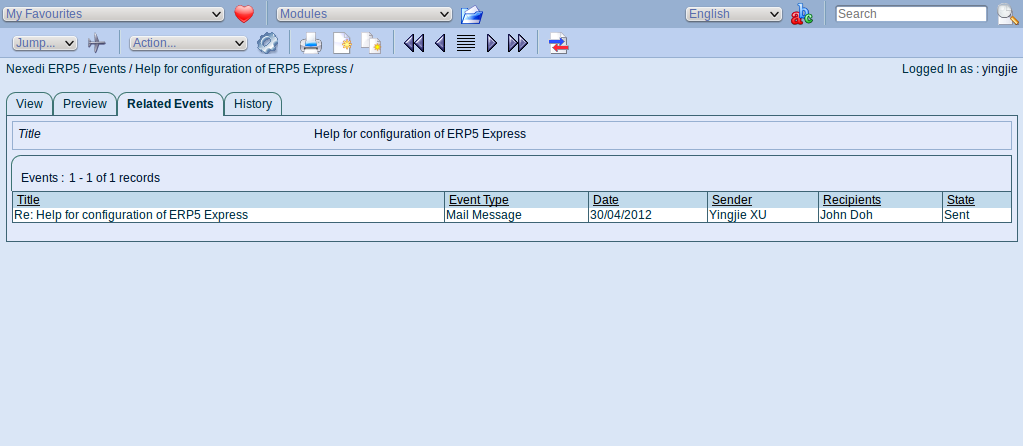 My Favourites Modules English Search
Jump... Action...
Nexedi ERP5 / Events / Help for configuration of ERP5 Express / Logged In as : yingjie
View Preview Related Events History
Title Help for configuration of ERP5 Express
Events : 1 - 1 of 1 records
Title Event Type Date Sender Recipients State
Re: Help for configuration of ERP5 Express Mail Message 30/04/2012 Yingjie XU John Doh Sent